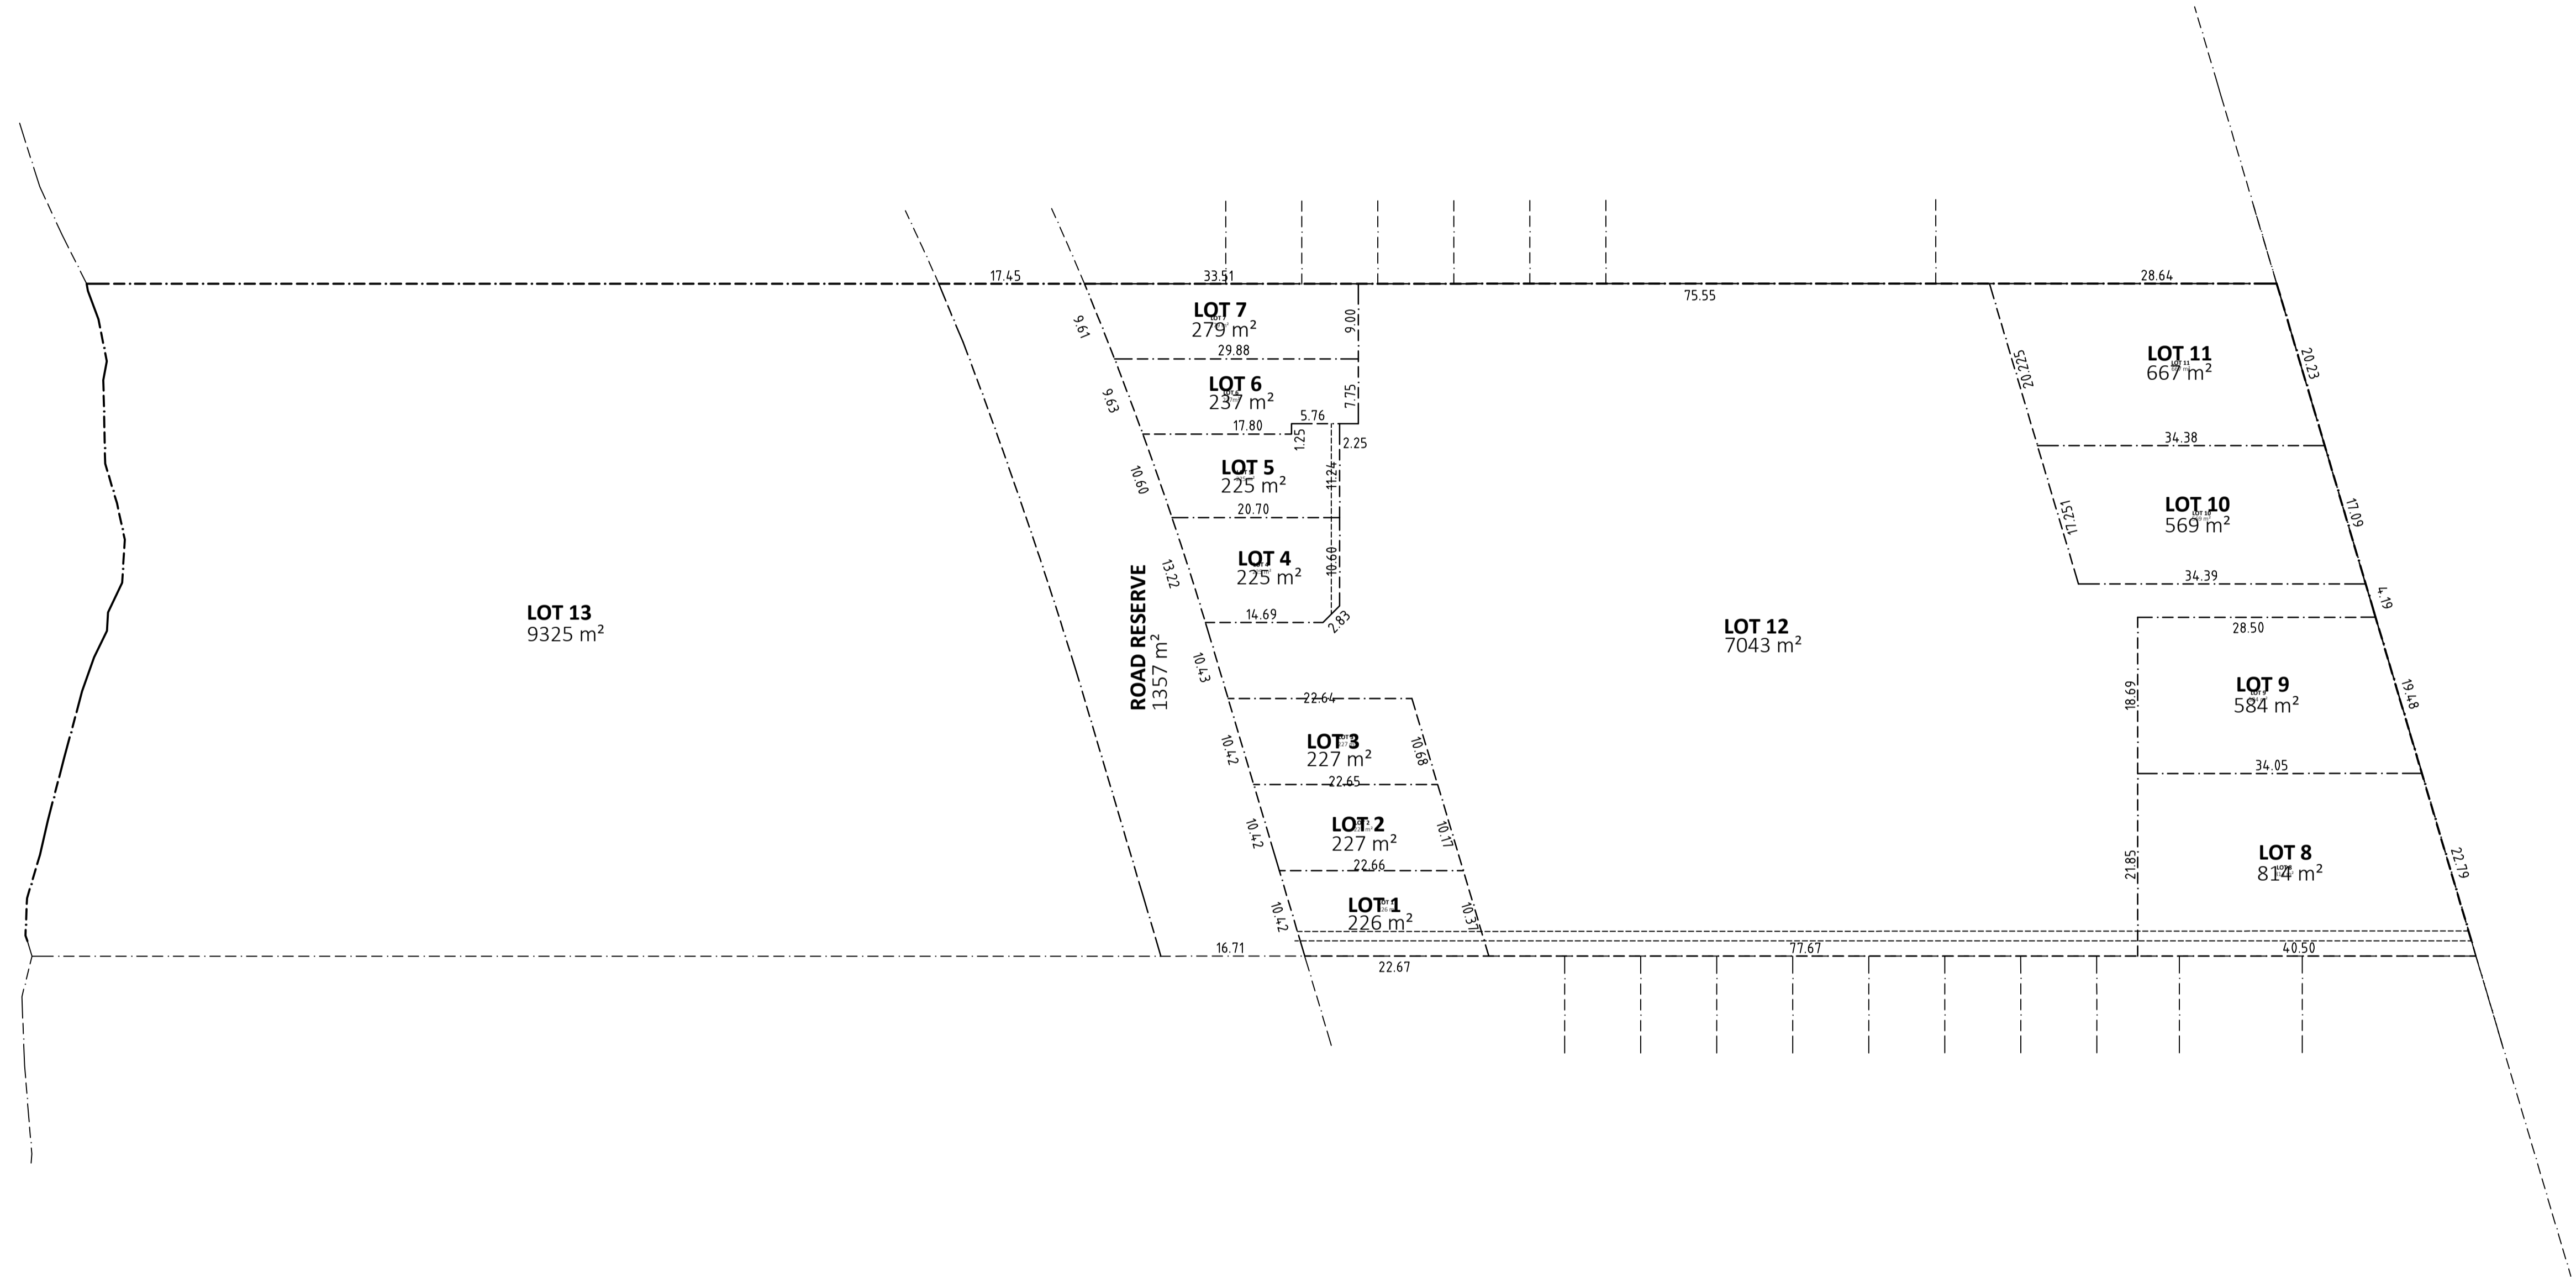 17.45
33.51
75.55
28.64
LOT 7
279 m²
9.61
9.00
29.88
LOT 6
237 m²
9.63
7.75
5.76
17.80
1.25
2.25
LOT 5
225 m²
10.60
11.24
20.70
LOT 4
225 m²
13.22
10.60
14.69
2.83
LOT 11
667 m²
20.225
20.23
34.38
LOT 10
569 m²
17.251
17.09
34.39
4.19
LOT 13
9325 m²
ROAD RESERVE
1357 m²
LOT 12
7043 m²
28.50
10.43
22.64
LOT 3
227 m²
10.42
10.68
22.65
LOT 2
227 m²
10.42
10.17
22.66
LOT 1
226 m²
10.42
10.37
LOT 9
584 m²
18.69
19.48
34.05
LOT 8
814 m²
21.85
22.79
16.71
22.67
77.67
40.50